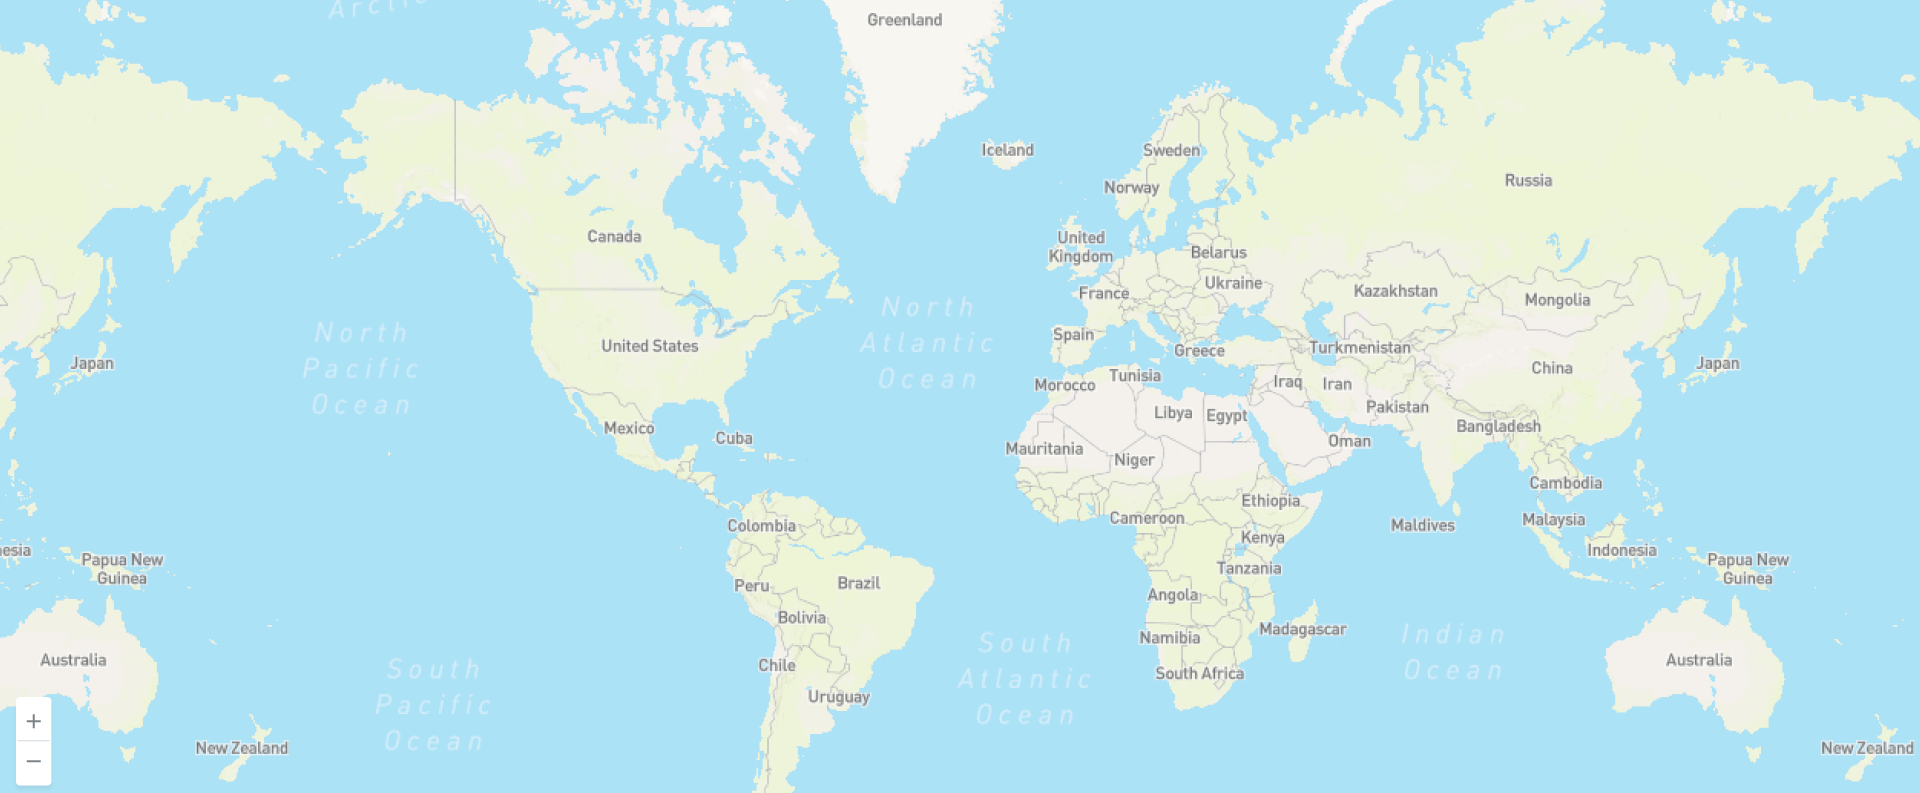 Arctic
Greenland
Iceland
Sweden
Norway
Russia
Canada
United
Kingdom
Belarus
Ukraine
France
Kazakhstan
Mongolia
North
Pacific
Ocean
North
Atlantic
Ocean
United States
Spain
Greece
Turkmenistan
Japan
China
Japan
Tunisia
Morocco
Iraq
Iran
Pakistan
Libya
Egypt
Bangladesh
Mexico
Cuba
Oman
Mauritania
Niger
Cambodia
Ethiopia
Colombia
Cameroon
Maldives
Malaysia
Kenya
Indonesia
esia
Papua New
Guinea
Papua New
Guinea
Tanzania
Peru
Brazil
Angola
Bolivia
Madagascar
Namibia
Indian
Ocean
South
Atlantic
Ocean
Australia
Chile
South Africa
Australia
South
Pacific
Ocean
Uruguay
+
−
New Zealand
New Zealand